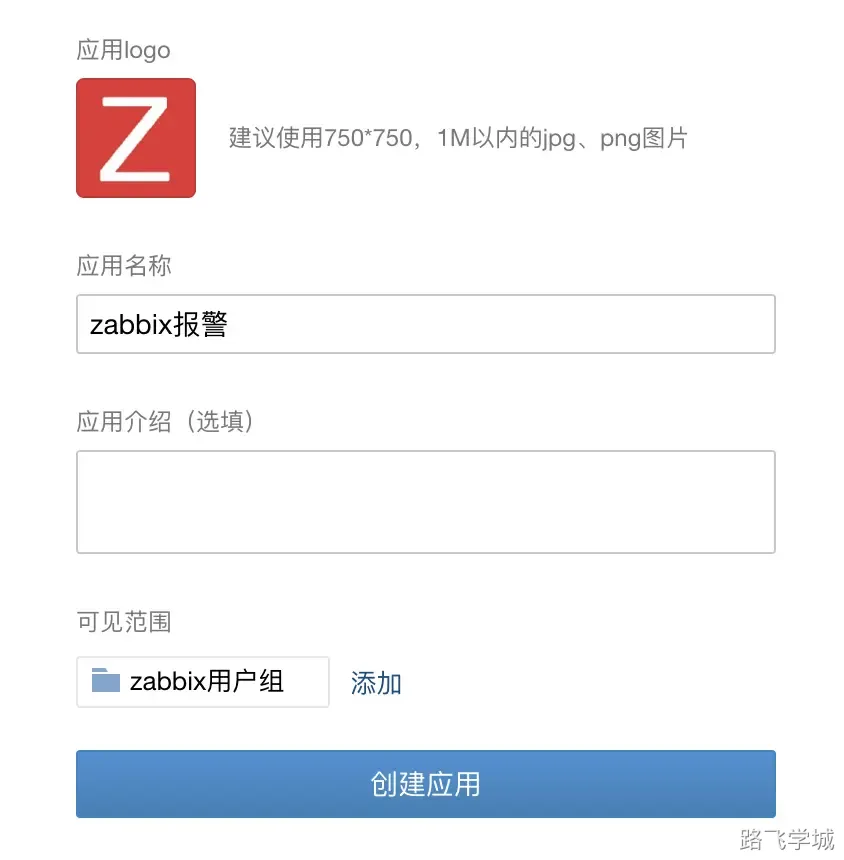 应用logo
Z
建议使用750*750，1M以内的jpg、png图片
应用名称
zabbix报警
应用介绍（选填）
可见范围
zabbix用户组 添加
创建应用
路飞学城